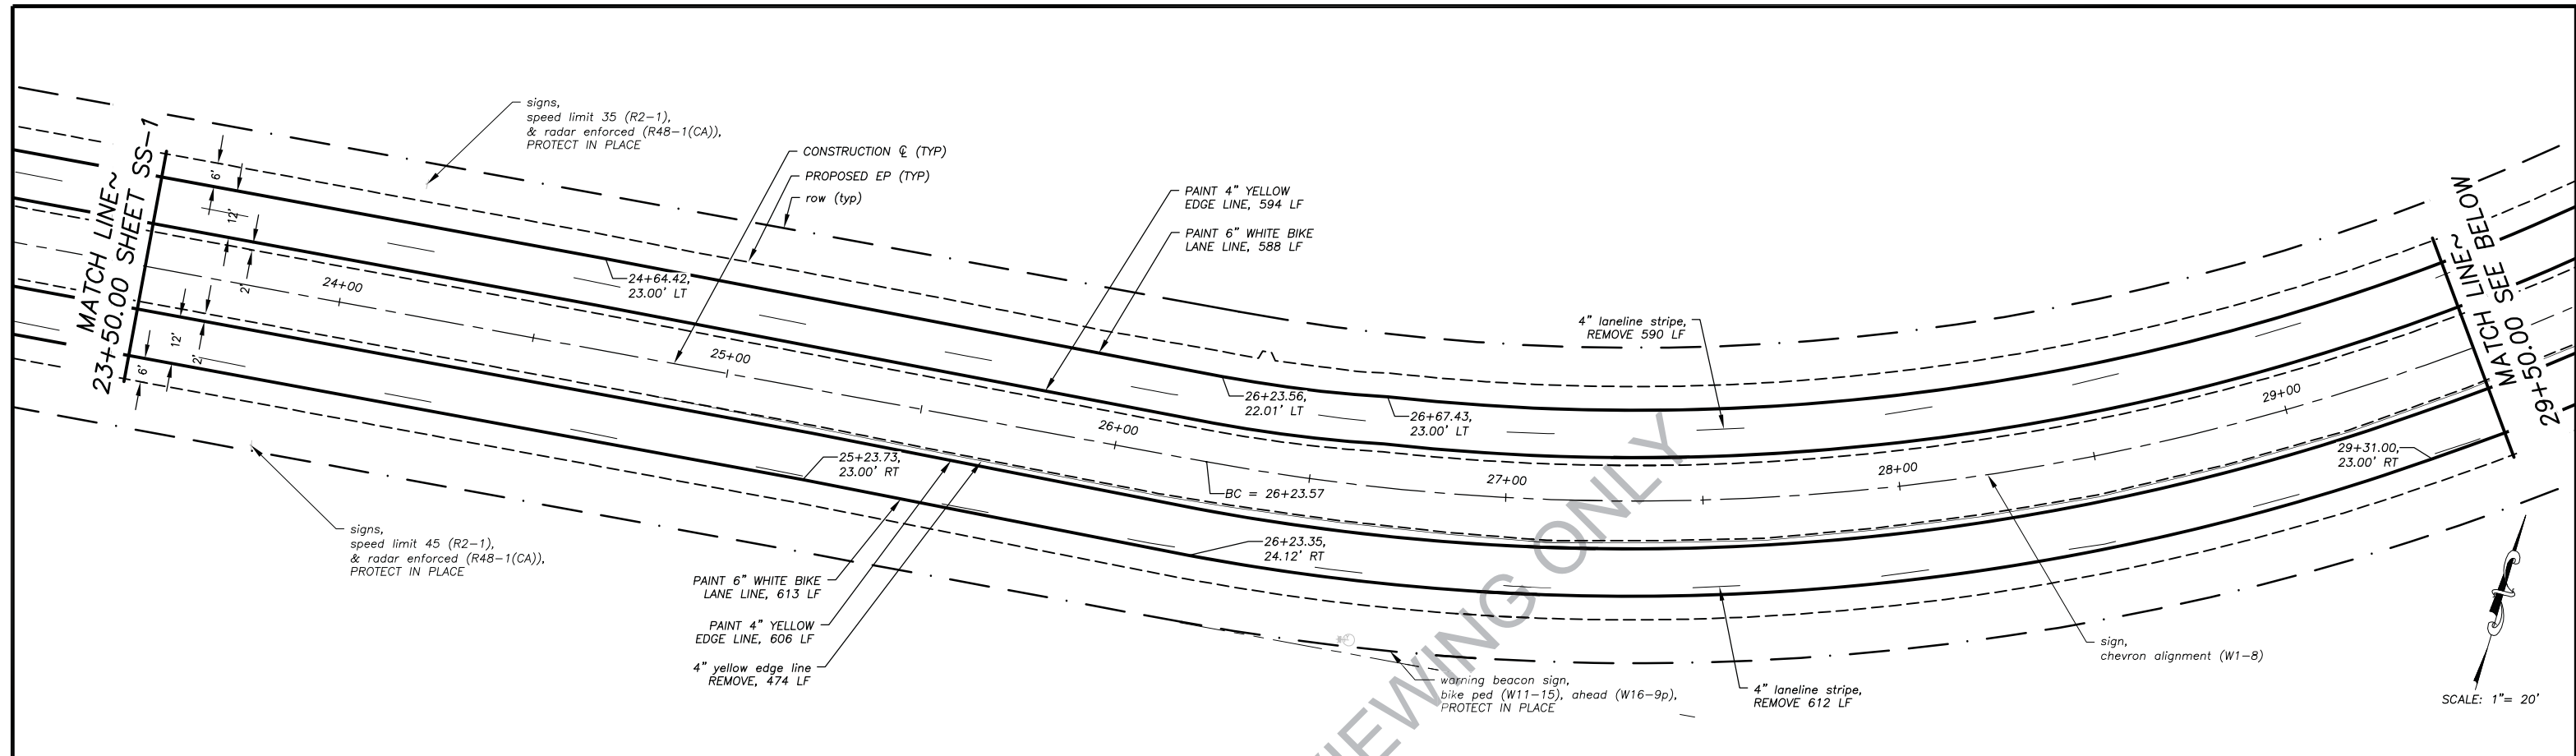 MATCH LINE~
23+50.00 SHEET SS-1
6'
12'
2'
12'
2'
6'
signs,
speed limit 35 (R2-1),
& radar enforced (R48-1(CA)),
PROTECT IN PLACE
CONSTRUCTION ℄ (TYP)
PROPOSED EP (TYP)
row (typ)
PAINT 4" YELLOW
EDGE LINE, 594 LF
PAINT 6" WHITE BIKE
LANE LINE, 588 LF
24+00
24+64.42,
23.00' LT
25+00
4" laneline stripe,
REMOVE 590 LF
26+23.56,
22.01' LT
26+67.43,
23.00' LT
26+00
25+23.73,
23.00' RT
BC = 26+23.57
27+00
28+00
29+00
29+31.00,
23.00' RT
MATCH LINE~
29+50.00 SEE BELOW
signs,
speed limit 45 (R2-1),
& radar enforced (R48-1(CA)),
PROTECT IN PLACE
26+23.35,
24.12' RT
PAINT 6" WHITE BIKE
LANE LINE, 613 LF
PAINT 4" YELLOW
EDGE LINE, 606 LF
4" yellow edge line
REMOVE, 474 LF
warning beacon sign,
bike ped (W11-15), ahead (W16-9p),
PROTECT IN PLACE
4" laneline stripe,
REMOVE 612 LF
sign,
chevron alignment (W1-8)
SCALE: 1"= 20'
VIEWING ONLY